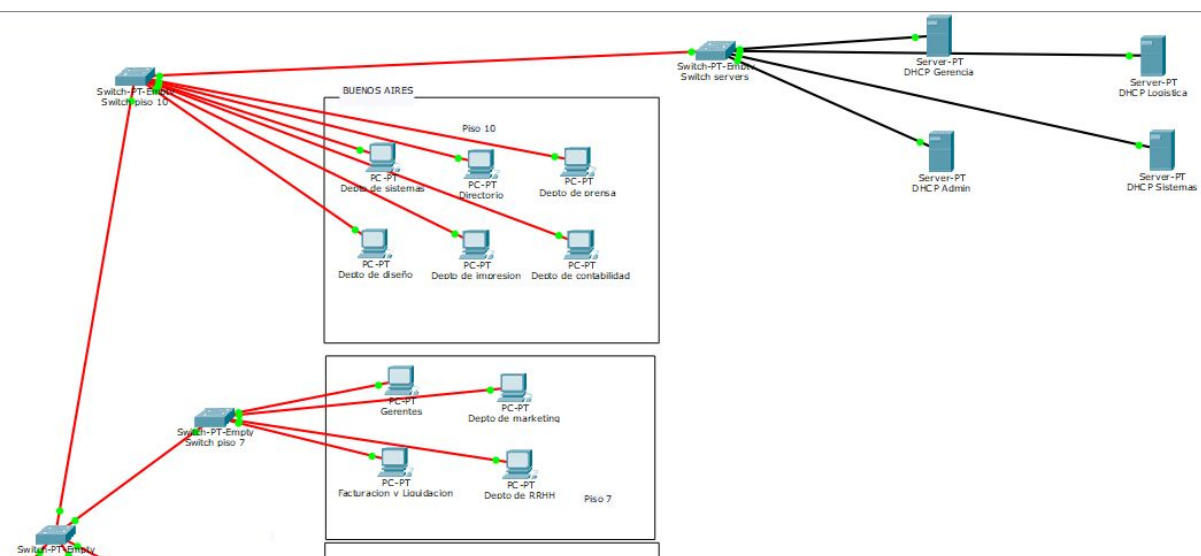 Switch-PT-Empty
Switch servers
Server-PT
DHCP Gerencia
Server-PT
DHCP Logistica
Switch-PT-Empty
Switch piso 10
BUENOS AIRES
Piso 10
PC-PT
Depto de sistemas
PC-PT
Directorio
PC-PT
Depto de prensa
Server-PT
DHCP Admin
Server-PT
DHCP Sistemas
PC-PT
Depto de diseño
PC-PT
Depto de impresion
PC-PT
Depto de contabilidad
PC-PT
Gerentes
PC-PT
Depto de marketing
Switch-PT-Empty
Switch piso 7
PC-PT
Facturacion y Liquidacion
PC-PT
Depto de RRHH
Piso 7
Switch-PT-Empty